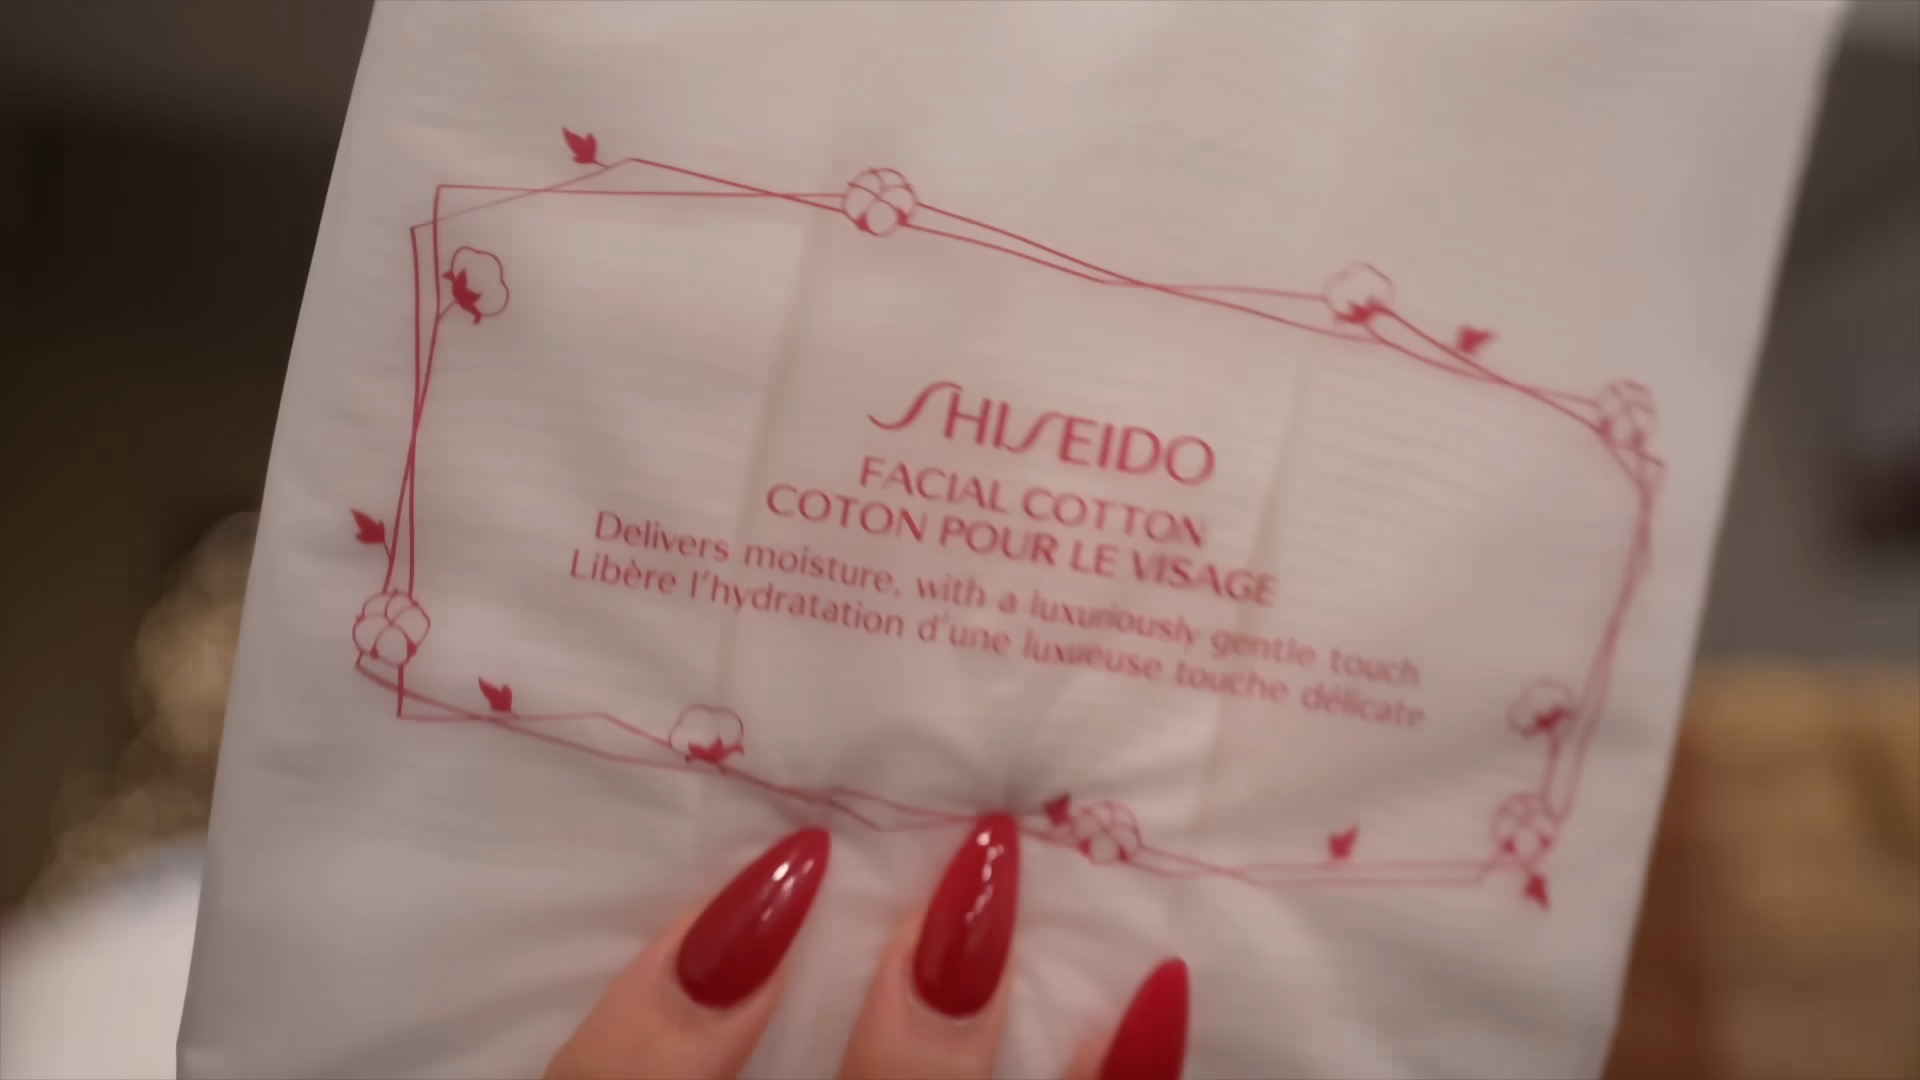 SHISEIDO
FACIAL COTTON
COTON POUR LE VISAGE
Delivers moisture, with a luxuriously gentle touch
Libère l'hydratation d'une luxueuse touche délicate